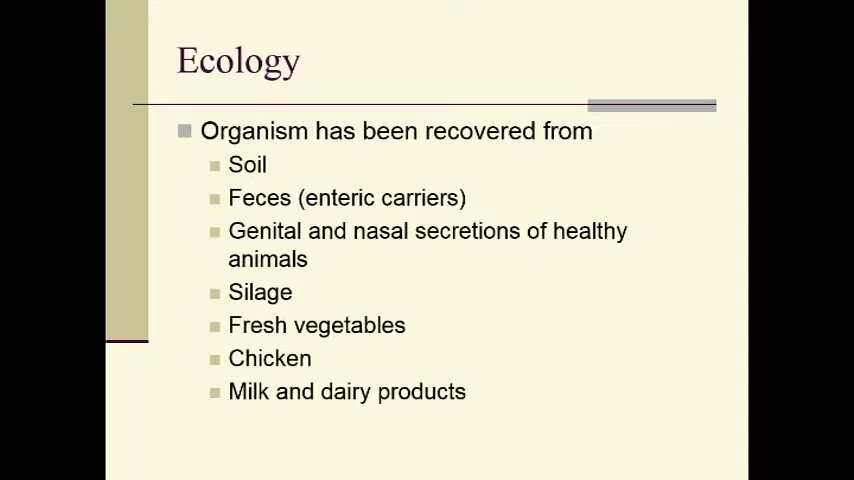 Ecology
Organism has been recovered from
Soil
Feces (enteric carriers)
Genital and nasal secretions of healthy
animals
Silage
Fresh vegetables
Chicken
Milk and dairy products